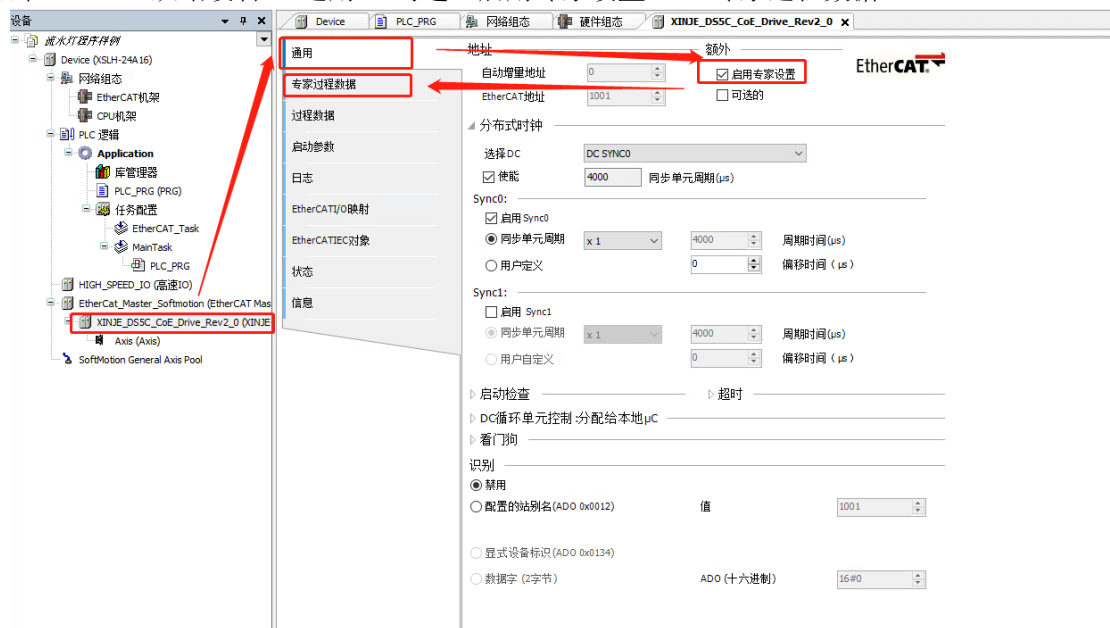 设备
流水灯程序样例
Device (XSLH-24A16)
网络组态
EtherCAT机架
CPU机架
PLC 逻辑
Application
库管理器
PLC_PRG (PRG)
任务配置
EtherCAT_Task
MainTask
PLC_PRG
HIGH_SPEED_IO (高速IO)
EtherCat_Master_Softmotion (EtherCAT Mas
XINJE_DS5C_CoE_Drive_Rev2_0 (XINJE
Axis (Axis)
SoftMotion General Axis Pool
Device
PLC_PRG
网络组态
硬件组态
XINJE_DS5C_CoE_Drive_Rev2_0
通用
专家过程数据
过程数据
启动参数
日志
EtherCATI/O映射
EtherCATIEC对象
状态
信息
地址 额外
自动增量地址 0 启用专家设置
EtherCAT地址 1001 可选的
EtherCAT
分布式时钟
选择DC DC SYNC0
使能 4000 同步单元周期(μs)
Sync0:
启用 Sync0
同步单元周期 x 1 4000 周期时间(μs)
用户定义 0 偏移时间（μs）
Sync1:
启用 Sync1
同步单元周期 x 1 4000 周期时间(μs)
用户自定义 0 偏移时间（μs）
启动检查 超时
DC循环单元控制:分配给本地μC
看门狗
识别
禁用
配置的站别名(ADO 0x0012) 值 1001
显式设备标识(ADO 0x0134)
数据字 (2字节) ADO (十六进制) 16#0